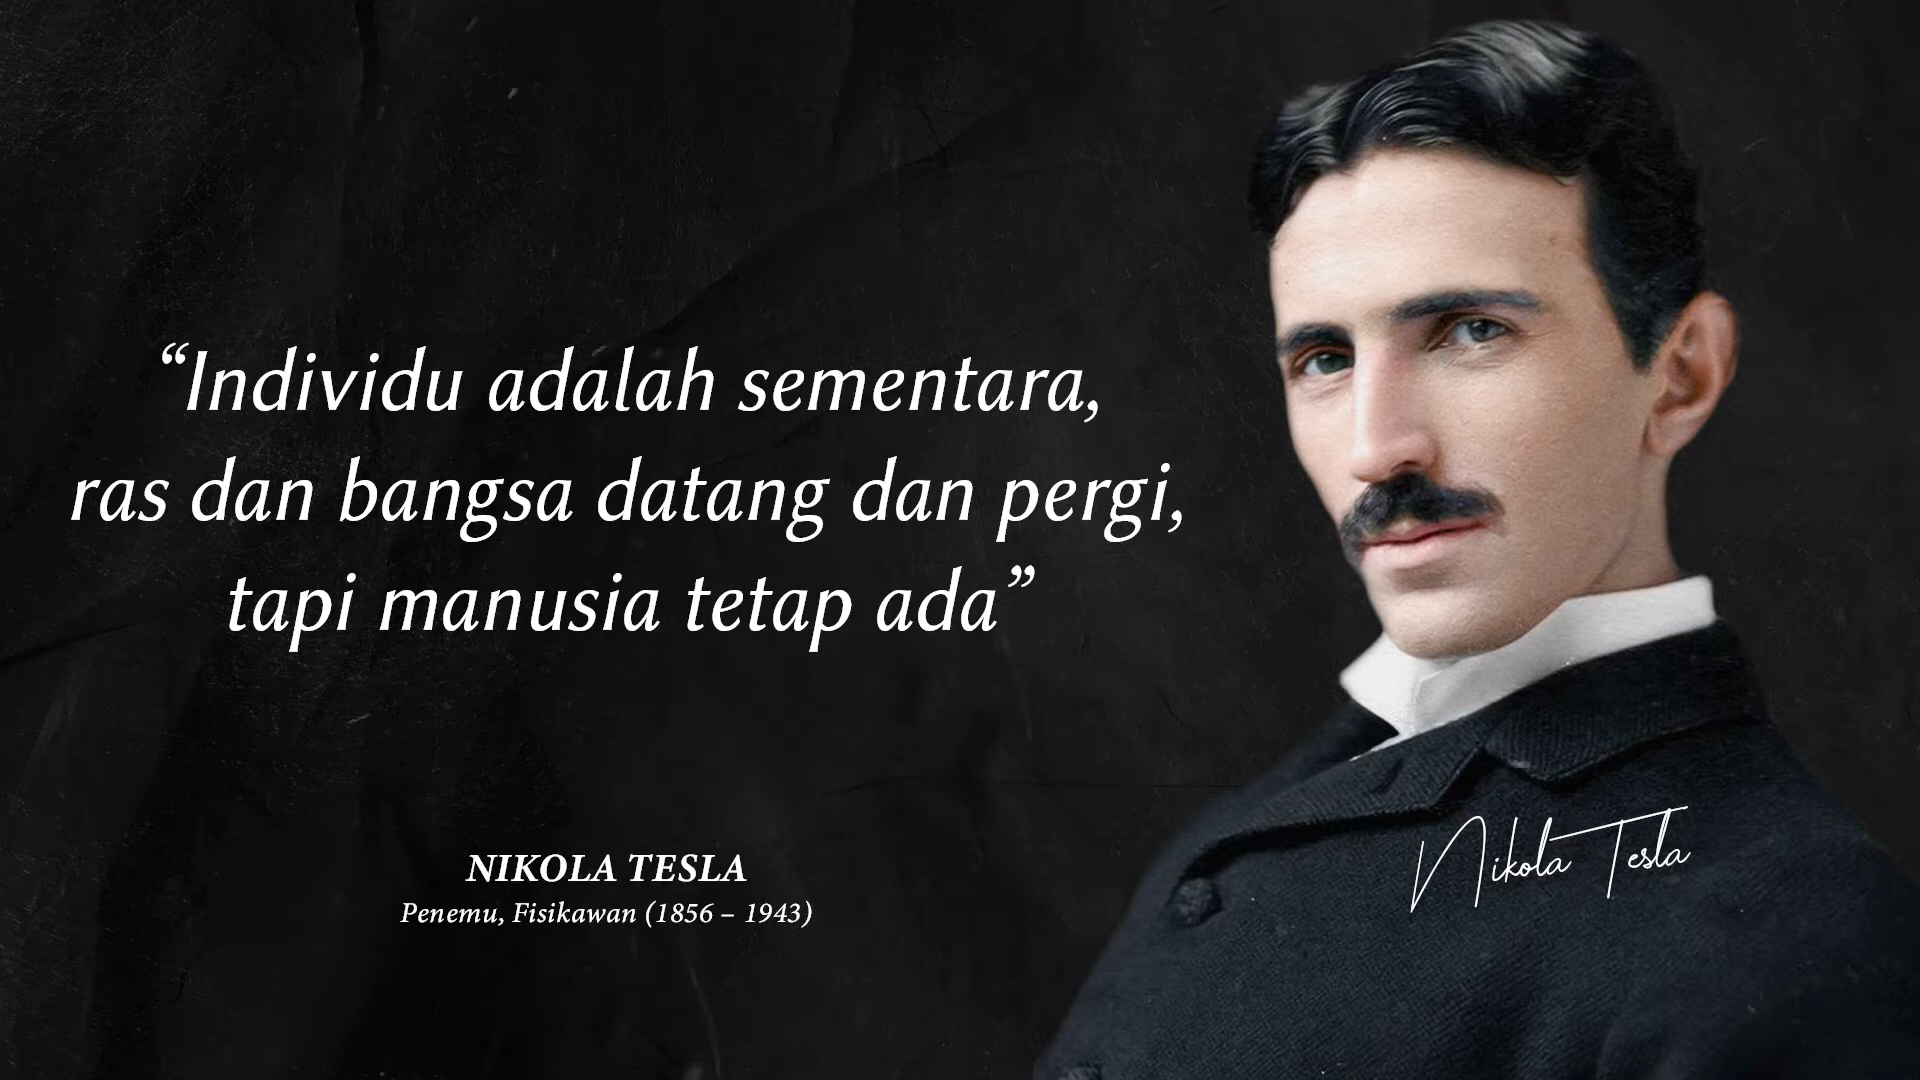 “Individu adalah sementara,
ras dan bangsa datang dan pergi,
tapi manusia tetap ada”
NIKOLA TESLA
Penemu, Fisikawan (1856 – 1943)
Nikola Tesla